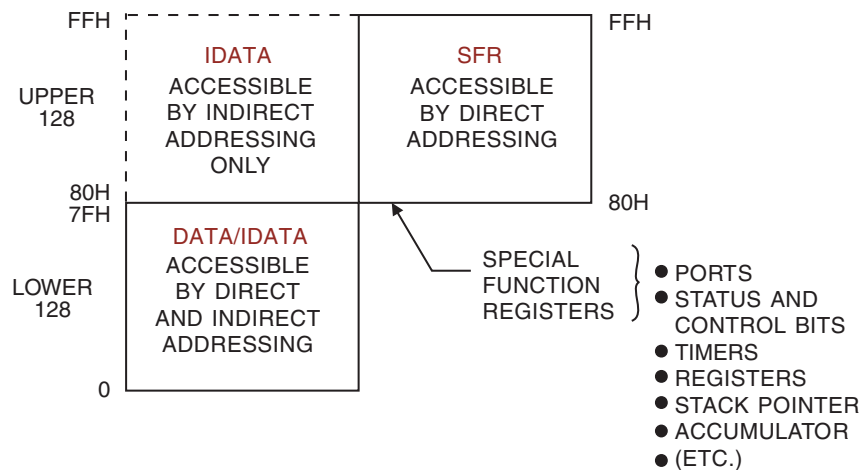 FFH
UPPER
128
80H
7FH
LOWER
128
0
IDATA
ACCESSIBLE
BY INDIRECT
ADDRESSING
ONLY
SFR
ACCESSIBLE
BY DIRECT
ADDRESSING
FFH
80H
DATA/IDATA
ACCESSIBLE
BY DIRECT
AND INDIRECT
ADDRESSING
SPECIAL
FUNCTION
REGISTERS
● PORTS
● STATUS AND
CONTROL BITS
● TIMERS
● REGISTERS
● STACK POINTER
● ACCUMULATOR
● (ETC.)